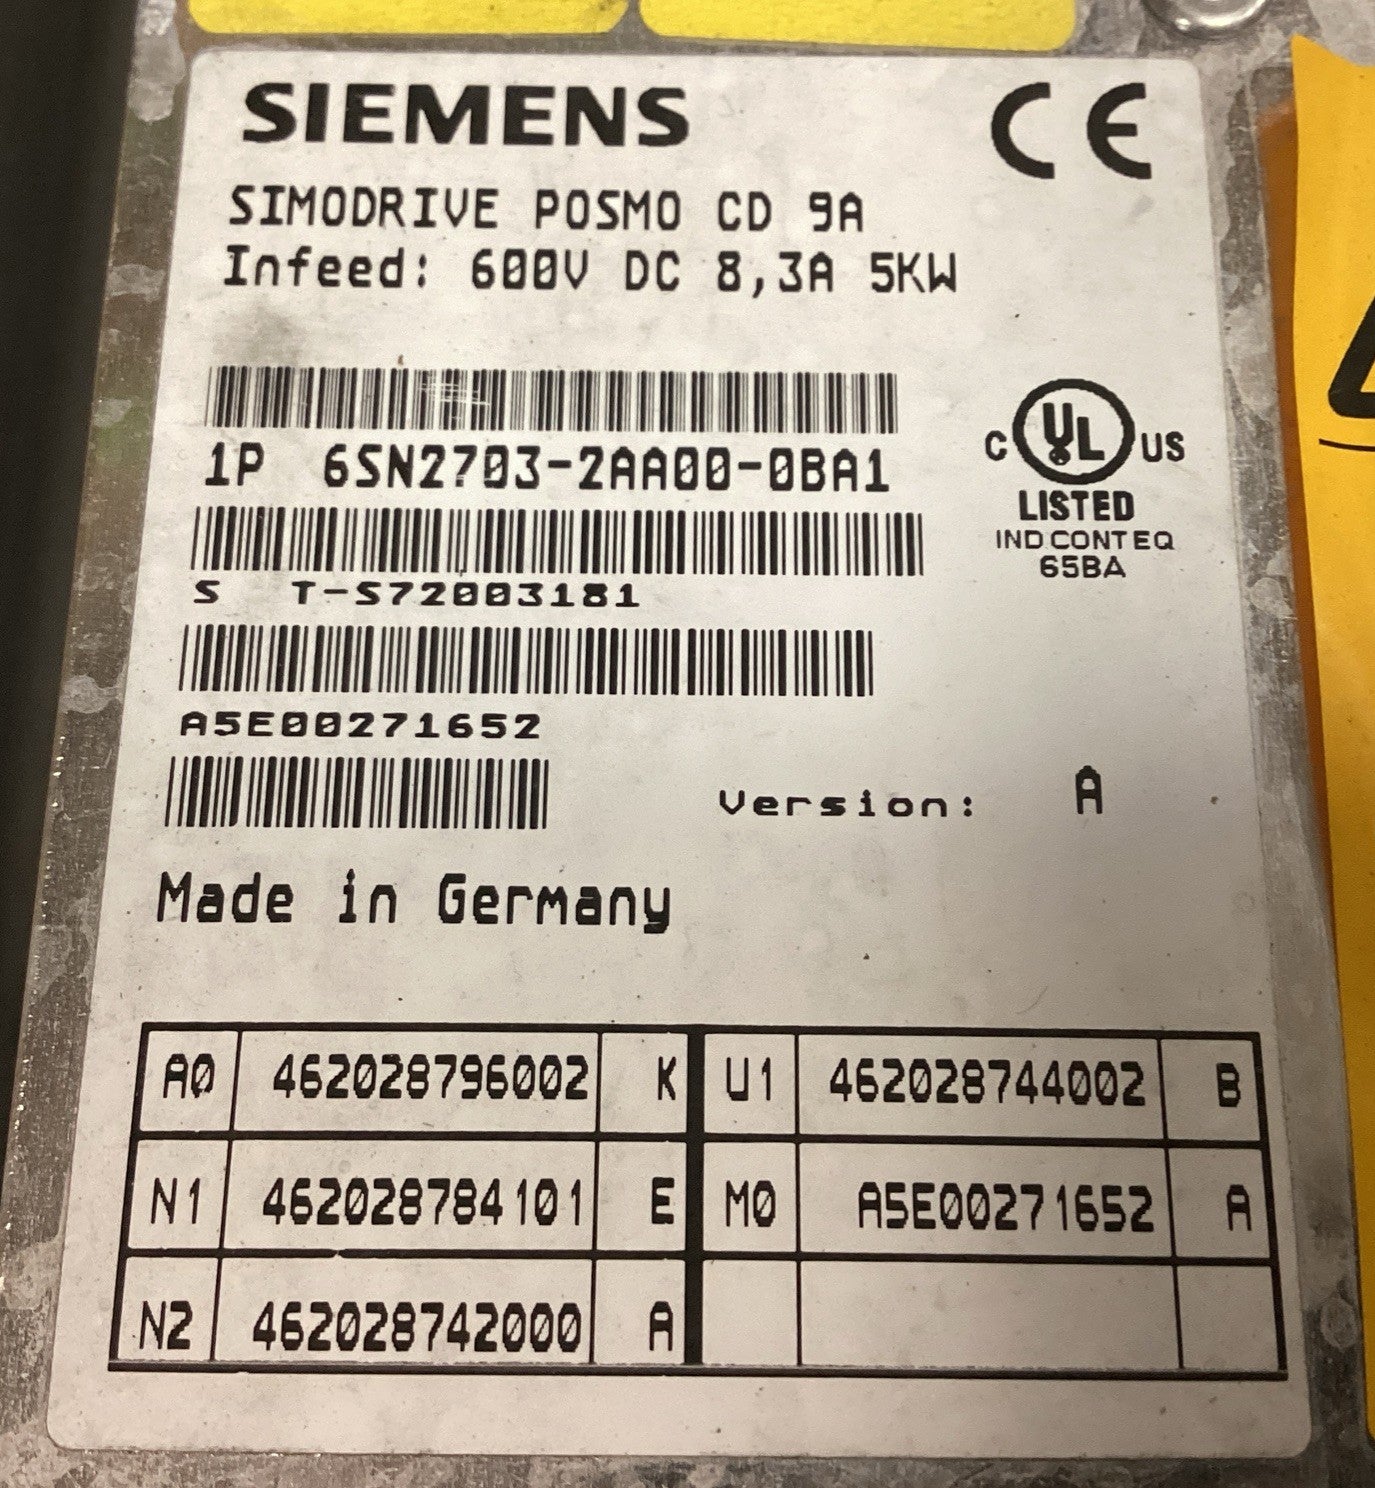 SIEMENS
CE
SIMODRIVE POSMO CD 9A
Infeed: 600V DC 8,3A 5KW
1P 6SN2703-2AA00-0BA1
C UL US
LISTED
IND CONT EQ
65BA
S T-S72003181
A5E00271652
Version: A
Made in Germany
A0 462028796002 K U1 462028744002 B
N1 462028784101 E M0 A5E00271652 A
N2 462028742000 A